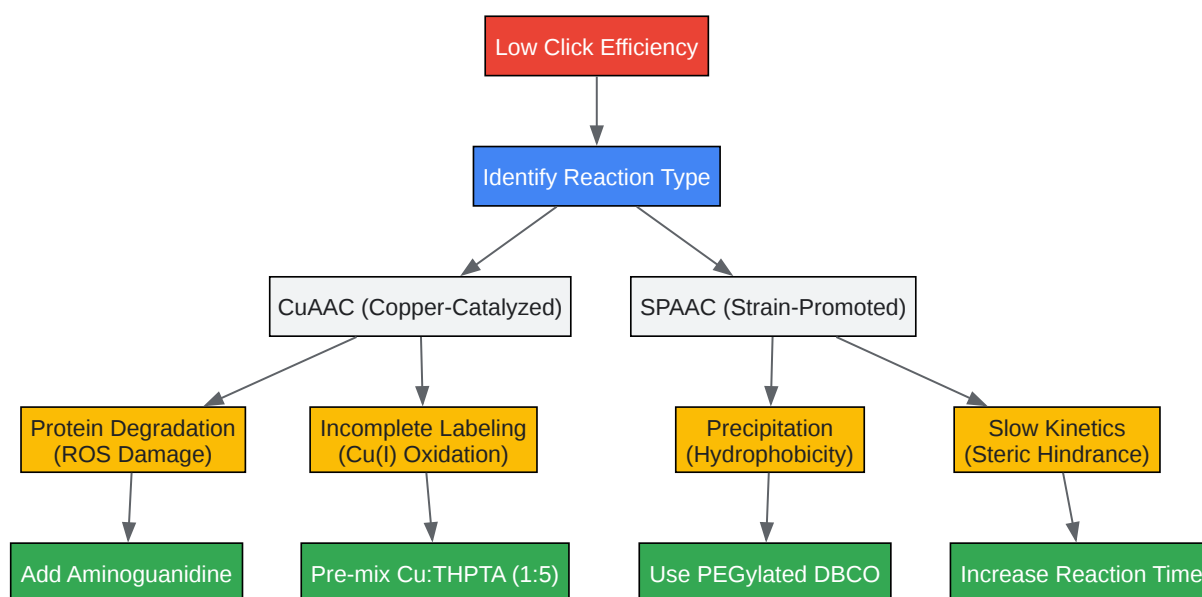 Low Click Efficiency
Identify Reaction Type
CuAAC (Copper-Catalyzed)
SPAAC (Strain-Promoted)
Protein Degradation
(ROS Damage)
Incomplete Labeling
(Cu(I) Oxidation)
Precipitation
(Hydrophobicity)
Slow Kinetics
(Steric Hindrance)
Add Aminoguanidine
Pre-mix Cu:THPTA (1:5)
Use PEGylated DBCO
Increase Reaction Time